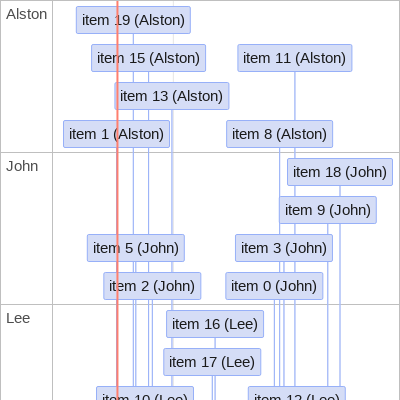 Alston
item 19 (Alston)
item 15 (Alston)
item 11 (Alston)
item 13 (Alston)
item 1 (Alston)
item 8 (Alston)
John
item 18 (John)
item 9 (John)
item 5 (John)
item 3 (John)
item 2 (John)
item 0 (John)
Lee
item 16 (Lee)
item 17 (Lee)
item 10 (Lee)
item 12 (Lee)